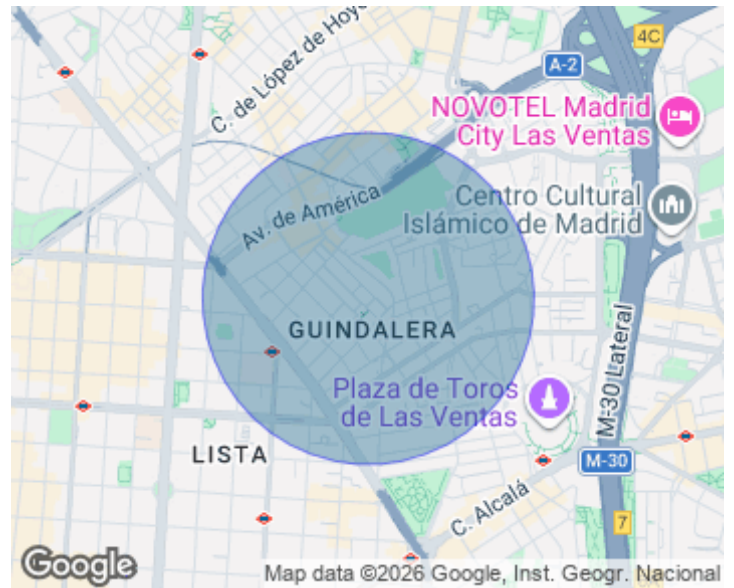 C. de López de Hoyo
4C
A-2
NOVOTEL Madrid
City Las Ventas
Av. de América
Centro Cultural
Islámico de Madrid
GUINDALERA
Plaza de Toros
de Las Ventas
M-30 Lateral
LISTA
M-30
C. Alcalá
7
Google
Map data ©2026 Google, Inst. Geogr. Nacional